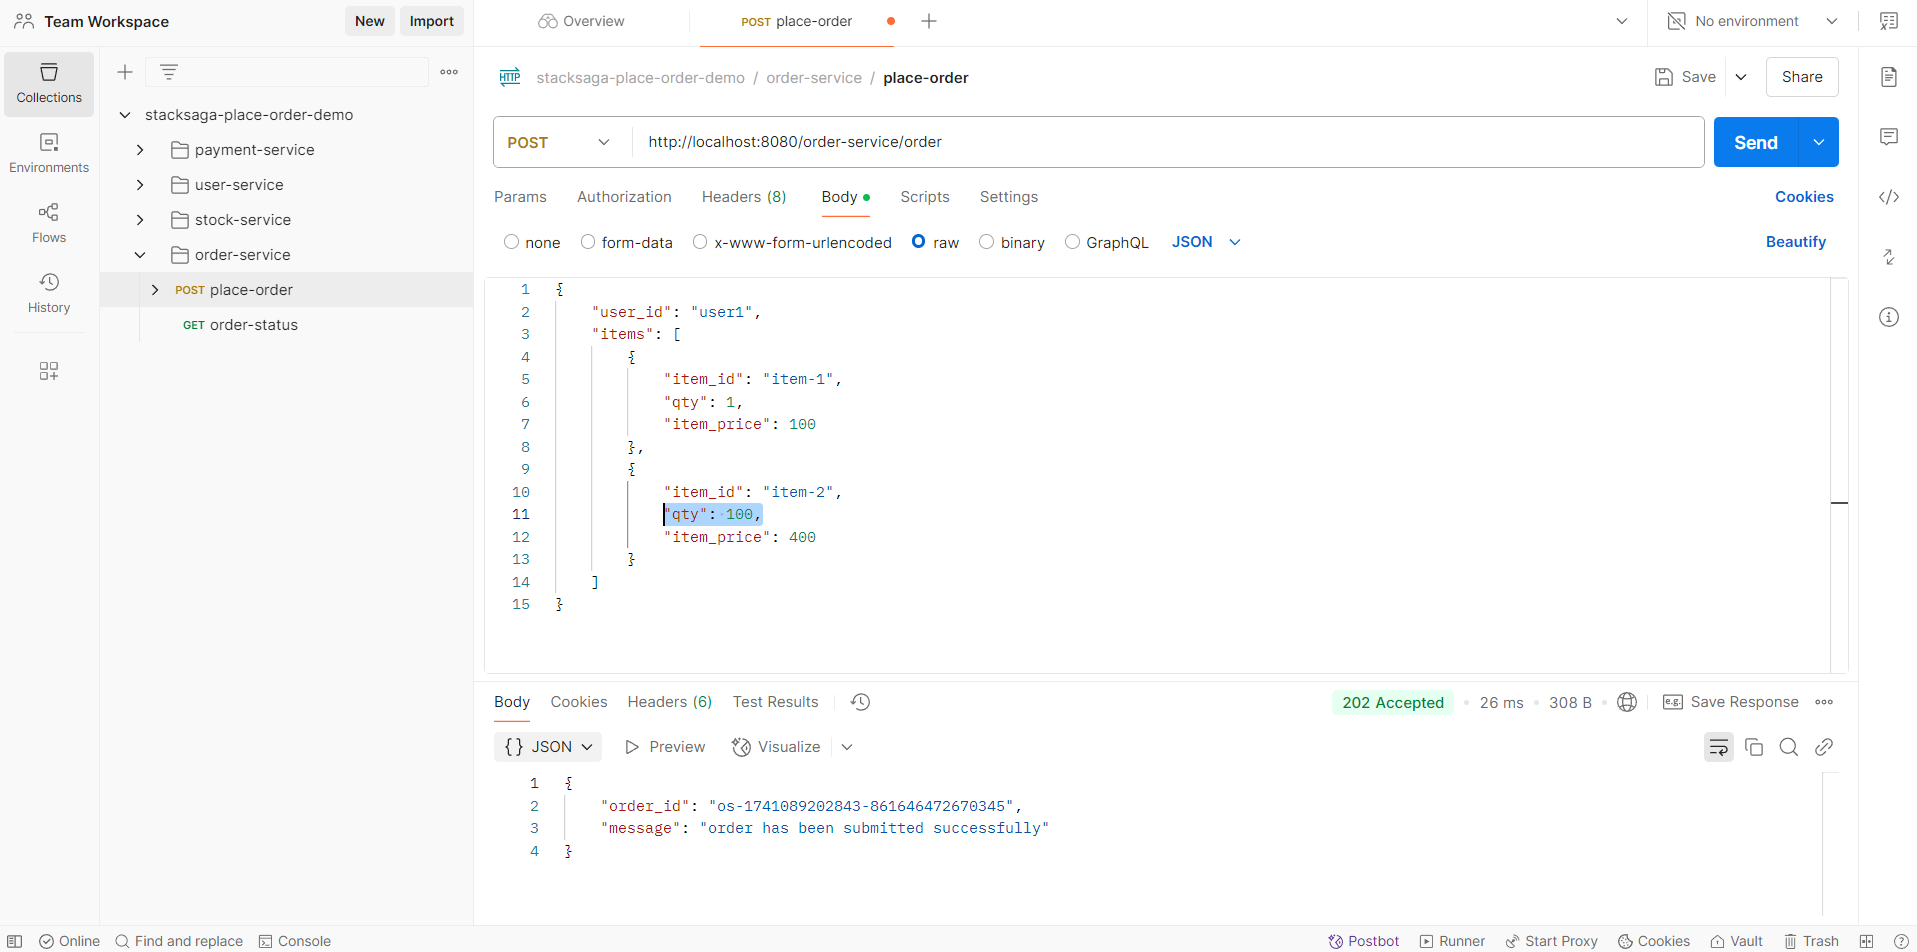 Team Workspace
New
Import
Overview
POST place-order
No environment
Collections
Environments
Flows
History
stacksaga-place-order-demo
payment-service
user-service
stock-service
order-service
POST place-order
GET order-status
HTTP stacksaga-place-order-demo / order-service / place-order
Save
Share
POST http://localhost:8080/order-service/order
Send
Params Authorization Headers (8) Body Scripts Settings
Cookies
none form-data x-www-form-urlencoded raw binary GraphQL JSON
Beautify
1 {
2 "user_id": "user1",
3 "items": [
4 {
5 "item_id": "item-1",
6 "qty": 1,
7 "item_price": 100
8 },
9 {
10 "item_id": "item-2",
11 "qty": 100,
12 "item_price": 400
13 }
14 ]
15 }
Body Cookies Headers (6) Test Results
202 Accepted • 26 ms • 308 B • e.g. Save Response
{} JSON Preview Visualize
1 {
2 "order_id": "os-1741089202843-861646472670345",
3 "message": "order has been submitted successfully"
4 }
Online Find and replace Console
Postbot Runner Start Proxy Cookies Vault Trash